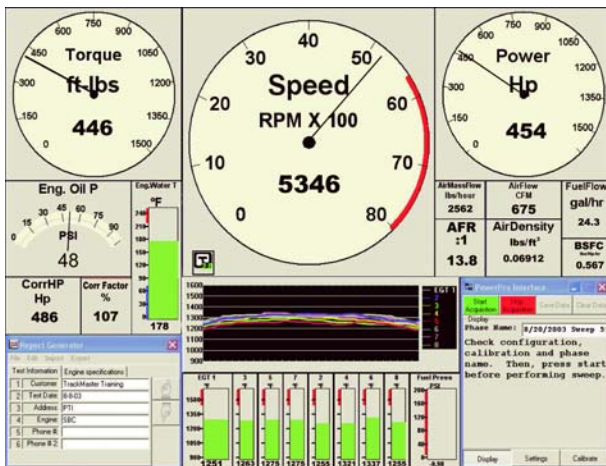 Torque
ft-lbs
446
0
150
300
450
600
750
900
1050
1200
1350
1500
Speed
RPM X 100
5346
0
10
20
30
40
50
60
70
80
Power
Hp
454
0
150
300
450
600
750
900
1050
1200
1350
1500
Eng. Oil P
0
15
30
45
60
75
90
PSI
48
Eng.Water T
°F
240
178
CorrHP
Hp
486
Corr Factor
%
107
AirMassFlow
lbs/hour
2562
AirFlow
CFM
675
FuelFlow
gal/hr
24.3
AFR
:1
13.8
AirDensity
lbs/ft³
0.06912
BSFC
0.567
1600
1500
1400
1300
1200
1100
1000
900
EGT 1
2
3
4
5
6
7
8
Report Generator
File Edit Import Export
Test Information Engine specifications
1 Customer: TrackMaster Training
2 Test Date: 8-8-03
3 Address: PTI
4 Engine: SBC
5 Phone #:
6 Phone # 2:
EGT 1
1251 1263 1275 1275 1255 1321 1337 1255
Fuel Press
PSI
PowerPro Interface
Start Acquisition
Stop Acquisition
Save Data
Clear Data
Display
Phase Name: 8/20/2003 Sweep 5
Check configuration,
calibration and phase
name. Then, press start
before performing sweep.
Display Settings Calibrate